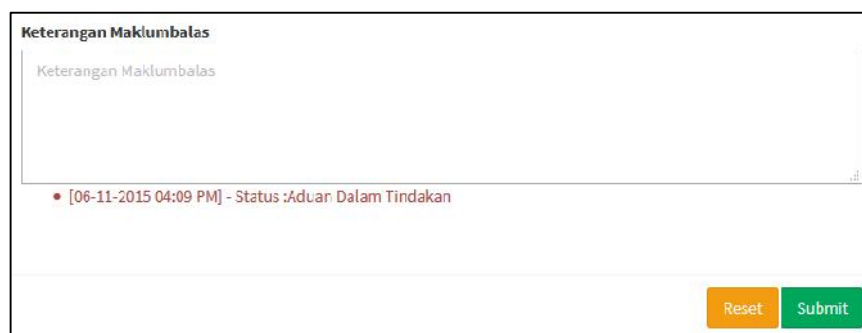 Keterangan Maklumbalas
Keterangan Maklumbalas
[06-11-2015 04:09 PM] - Status :Aduan Dalam Tindakan
Reset Submit